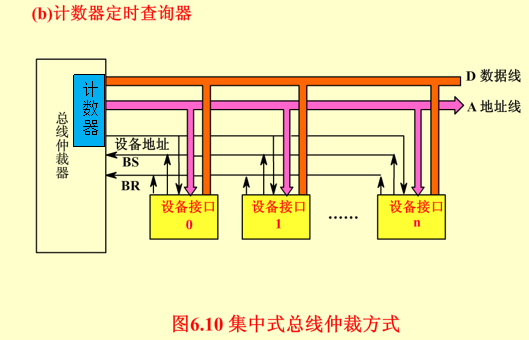 (b)计数器定时查询器
D 数据线
计数器
A 地址线
总线仲裁器
设备地址
BS
BR
设备接口
0
设备接口
1
······
设备接口
n
图6.10 集中式总线仲裁方式